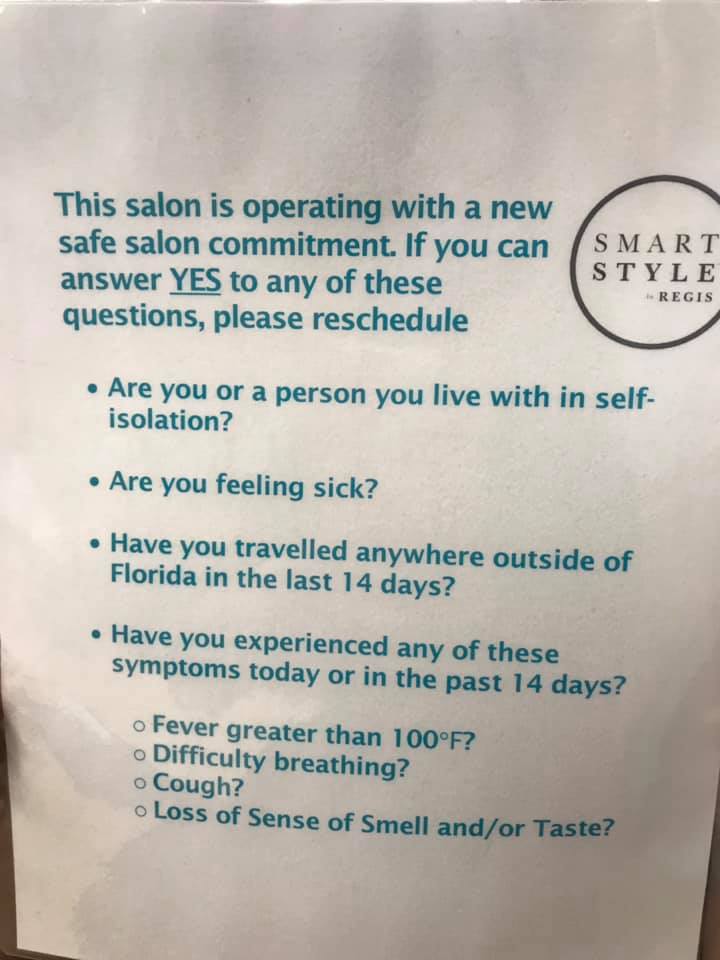 This salon is operating with a new
safe salon commitment. If you can
answer YES to any of these
questions, please reschedule
SMART
STYLE
by REGIS
• Are you or a person you live with in self-
isolation?
• Are you feeling sick?
• Have you travelled anywhere outside of
Florida in the last 14 days?
• Have you experienced any of these
symptoms today or in the past 14 days?
○ Fever greater than 100°F?
○ Difficulty breathing?
○ Cough?
○ Loss of Sense of Smell and/or Taste?